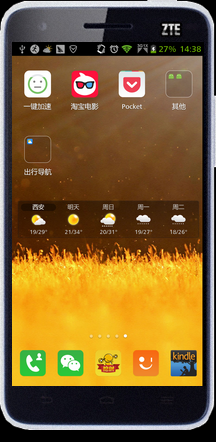 ZTE
27% 14:38
一键加速 淘宝电影 Pocket 其他
出行导航
西安 明天 周日 周一 周二
19/29° 21/34° 20/31° 19/27° 18/26°
kindle